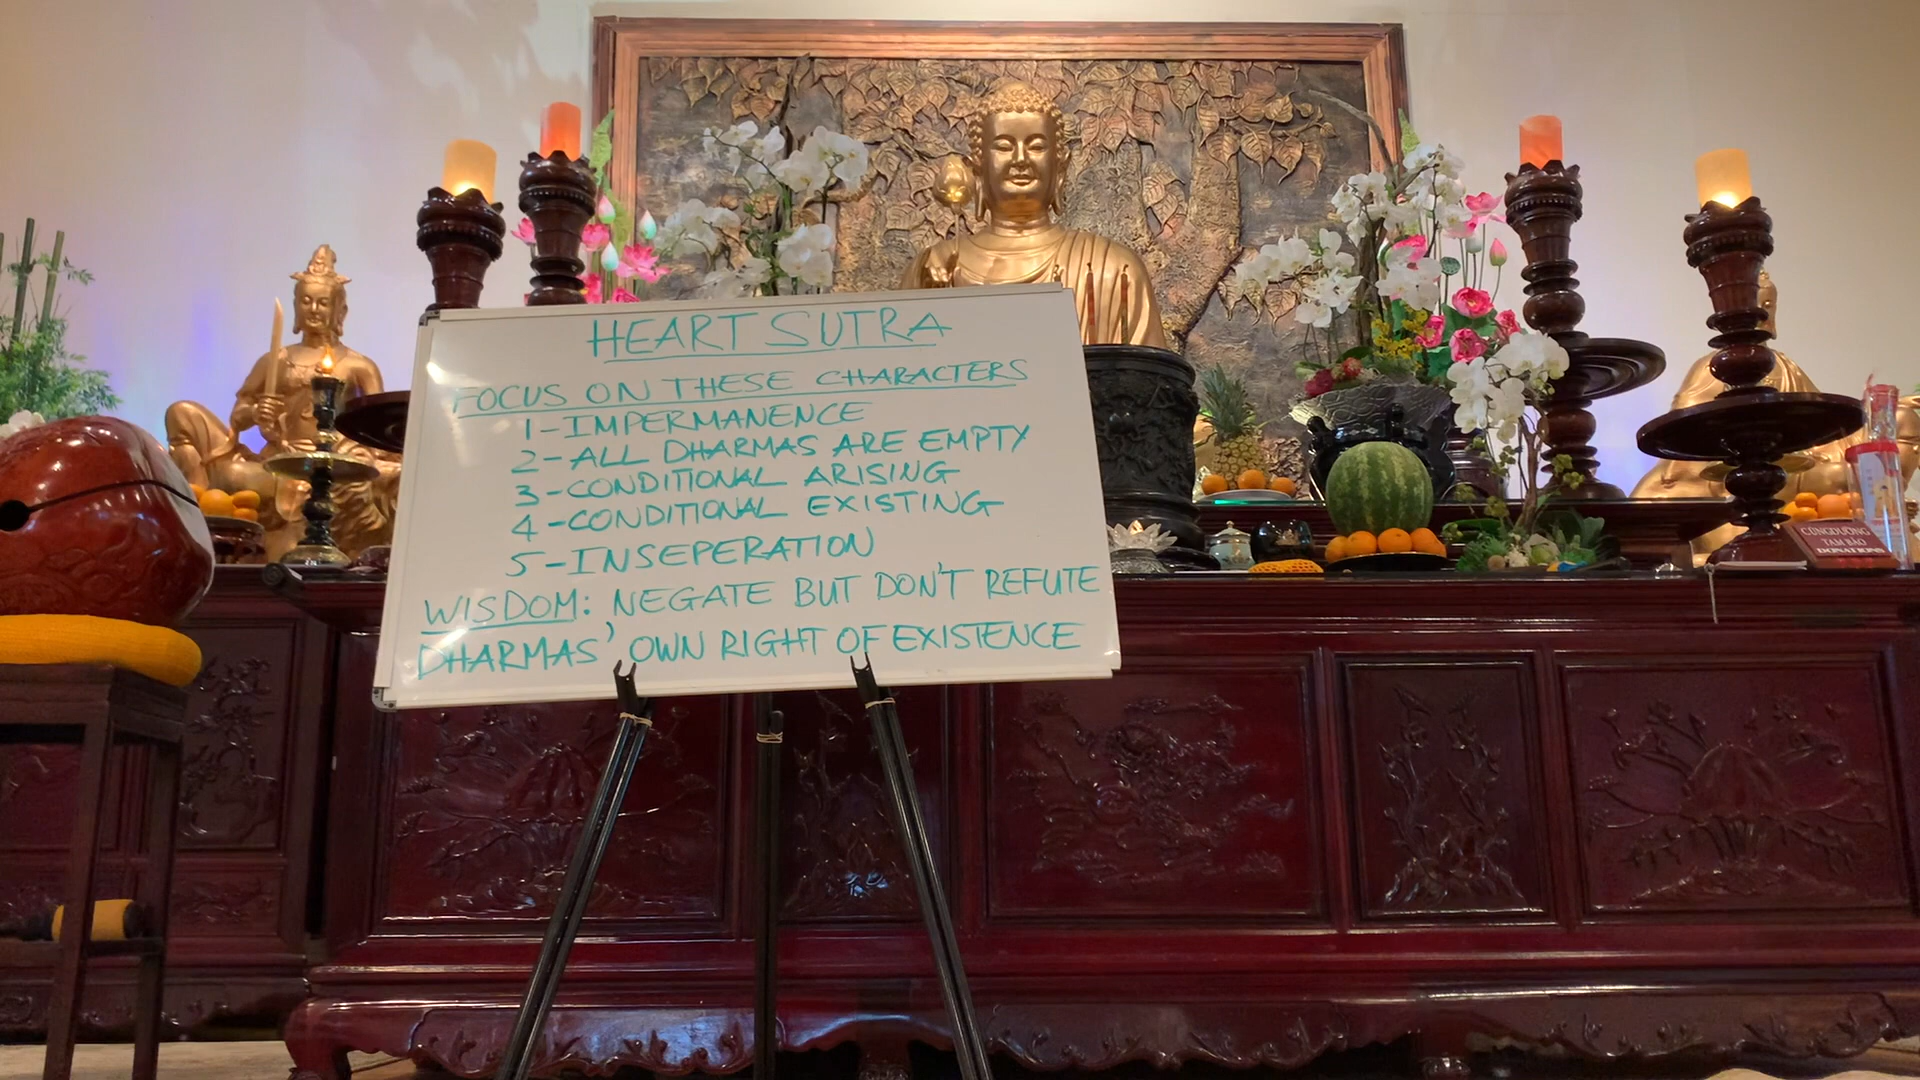 HEART SUTRA
FOCUS ON THESE CHARACTERS
1-IMPERMANENCE
2-ALL DHARMAS ARE EMPTY
3-CONDITIONAL ARISING
4-CONDITIONAL EXISTING
5-INSEPERATION
WISDOM: NEGATE BUT DON'T REFUTE
DHARMAS' OWN RIGHT OF EXISTENCE
CÚNG DƯỜNG
TAM BẢO
DONATIONS